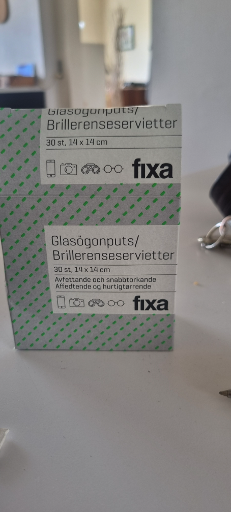 Glasögonputs/
Brillerenseservietter
30 st, 14 x 14 cm
fixa
Glasögonputs/
Brillerenseservietter
30 st, 14 x 14 cm
Avfettande och snabbtorkande
Affedtende og hurtigtørrende
fixa